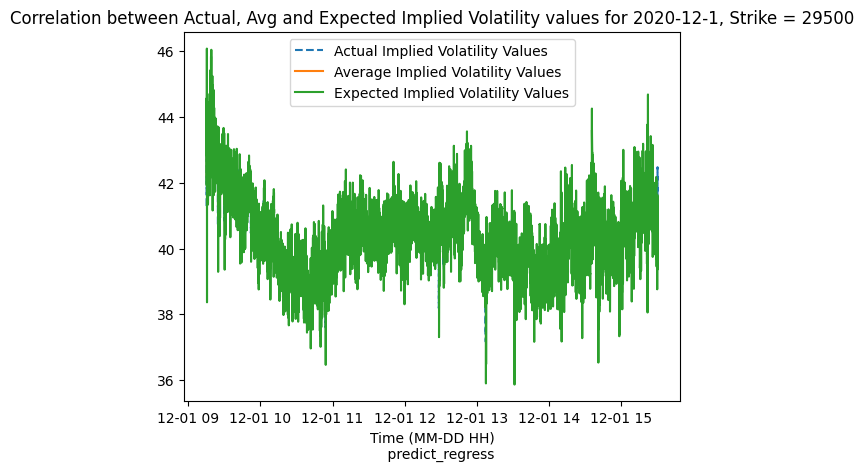 Correlation between Actual, Avg and Expected Implied Volatility values for 2020-12-1, Strike = 29500
Actual Implied Volatility Values
Average Implied Volatility Values
Expected Implied Volatility Values
46
44
42
40
38
36
12-01 09 12-01 10 12-01 11 12-01 12 12-01 13 12-01 14 12-01 15
Time (MM-DD HH)
predict_regress